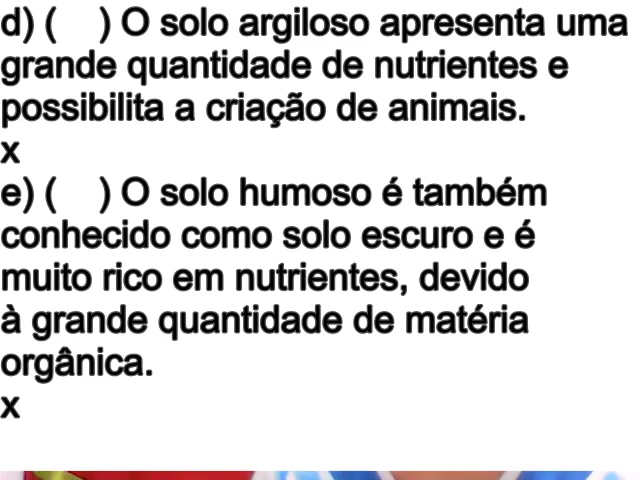 d) (    ) O solo argiloso apresenta uma
grande quantidade de nutrientes e
possibilita a criação de animais.
x
e) (    ) O solo humoso é também
conhecido como solo escuro e é
muito rico em nutrientes, devido
à grande quantidade de matéria
orgânica.
x